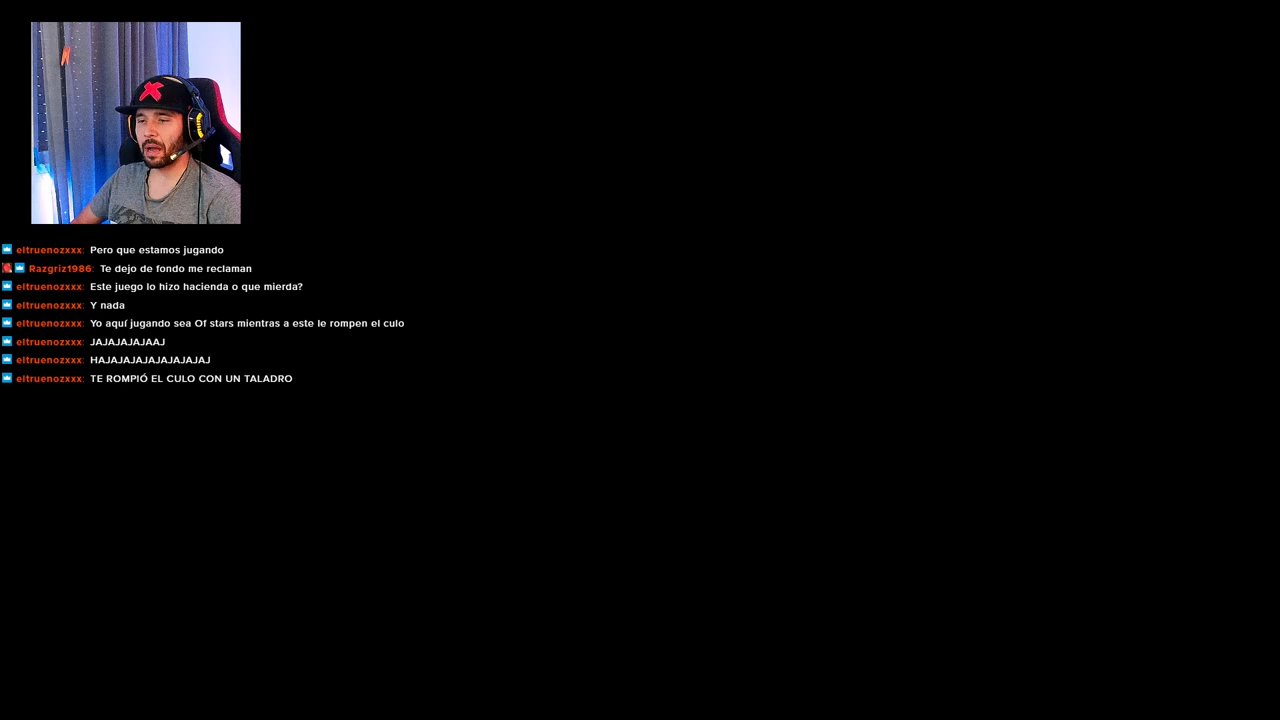 eltruenozxxx: Pero que estamos jugando
Razgriz1986: Te dejo de fondo me reclaman
eltruenozxxx: Este juego lo hizo hacienda o que mierda?
eltruenozxxx: Y nada
eltruenozxxx: Yo aquí jugando sea Of stars mientras a este le rompen el culo
eltruenozxxx: JAJAJAJAJAAJ
eltruenozxxx: HAJAJAJAJAJAJAJAJAJ
eltruenozxxx: TE ROMPIÓ EL CULO CON UN TALADRO